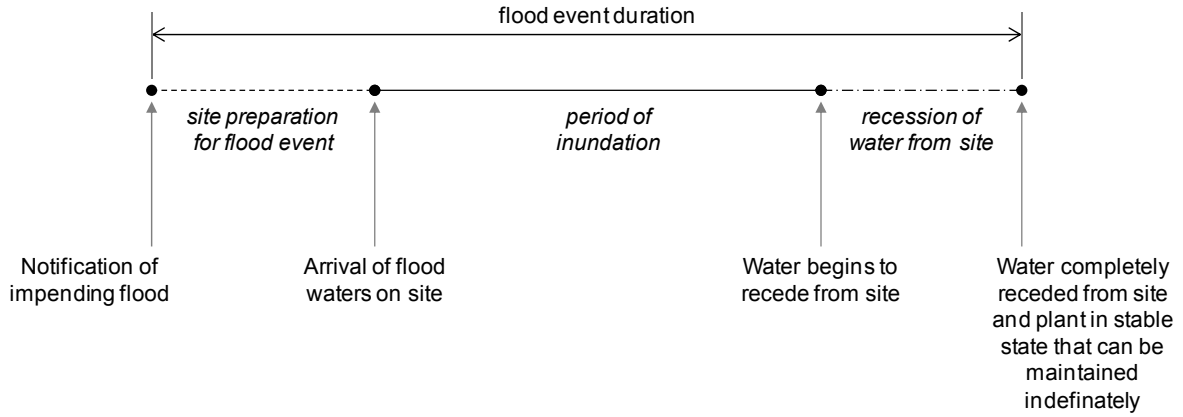 flood event duration
site preparation
for flood event
period of
inundation
recession of
water from site
Notification of
impending flood
Arrival of flood
waters on site
Water begins to
recede from site
Water completely
receded from site
and plant in stable
state that can be
maintained
indefinately